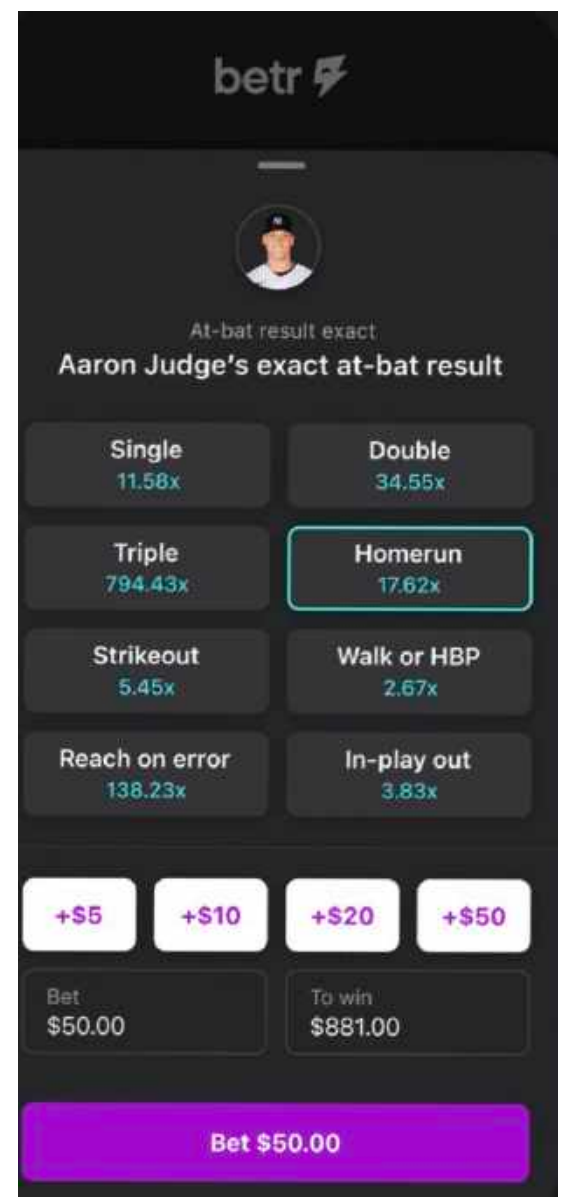 betr
At-bat result exact
Aaron Judge's exact at-bat result
Single
11.58x
Double
34.55x
Triple
794.43x
Homerun
17.62x
Strikeout
5.45x
Walk or HBP
2.67x
Reach on error
138.23x
In-play out
3.83x
+$5
+$10
+$20
+$50
Bet
$50.00
To win
$881.00
Bet $50.00